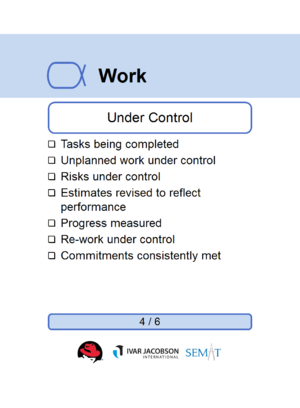 Work
Under Control
❑ Tasks being completed
❑ Unplanned work under control
❑ Risks under control
❑ Estimates revised to reflect
performance
❑ Progress measured
❑ Re-work under control
❑ Commitments consistently met
4 / 6
IVAR JACOBSON
INTERNATIONAL
SEMAT